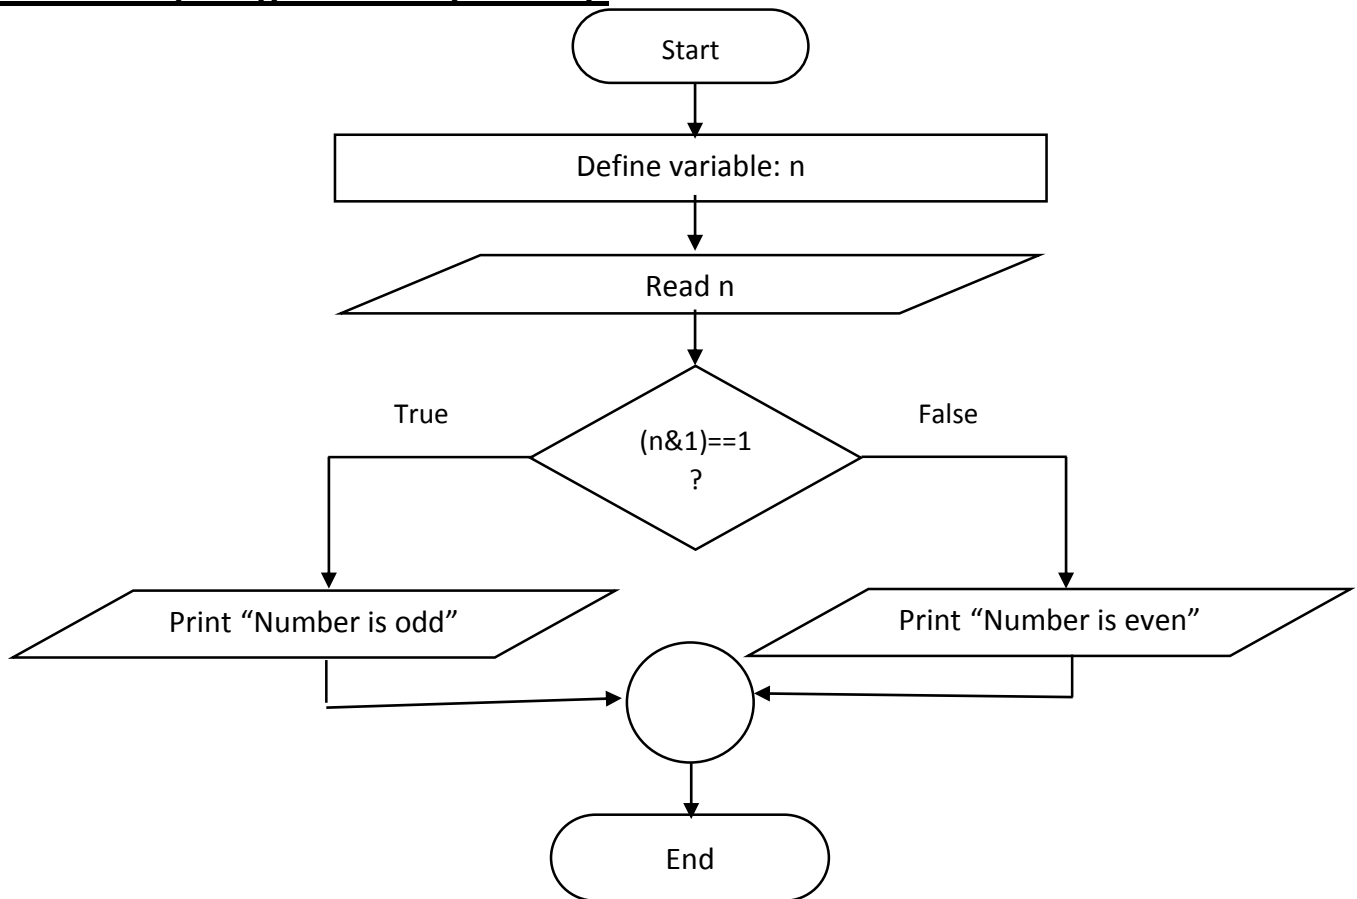 Start
Define variable: n
Read n
True
False
(n&1)==1
?
Print “Number is odd”
Print “Number is even”
End